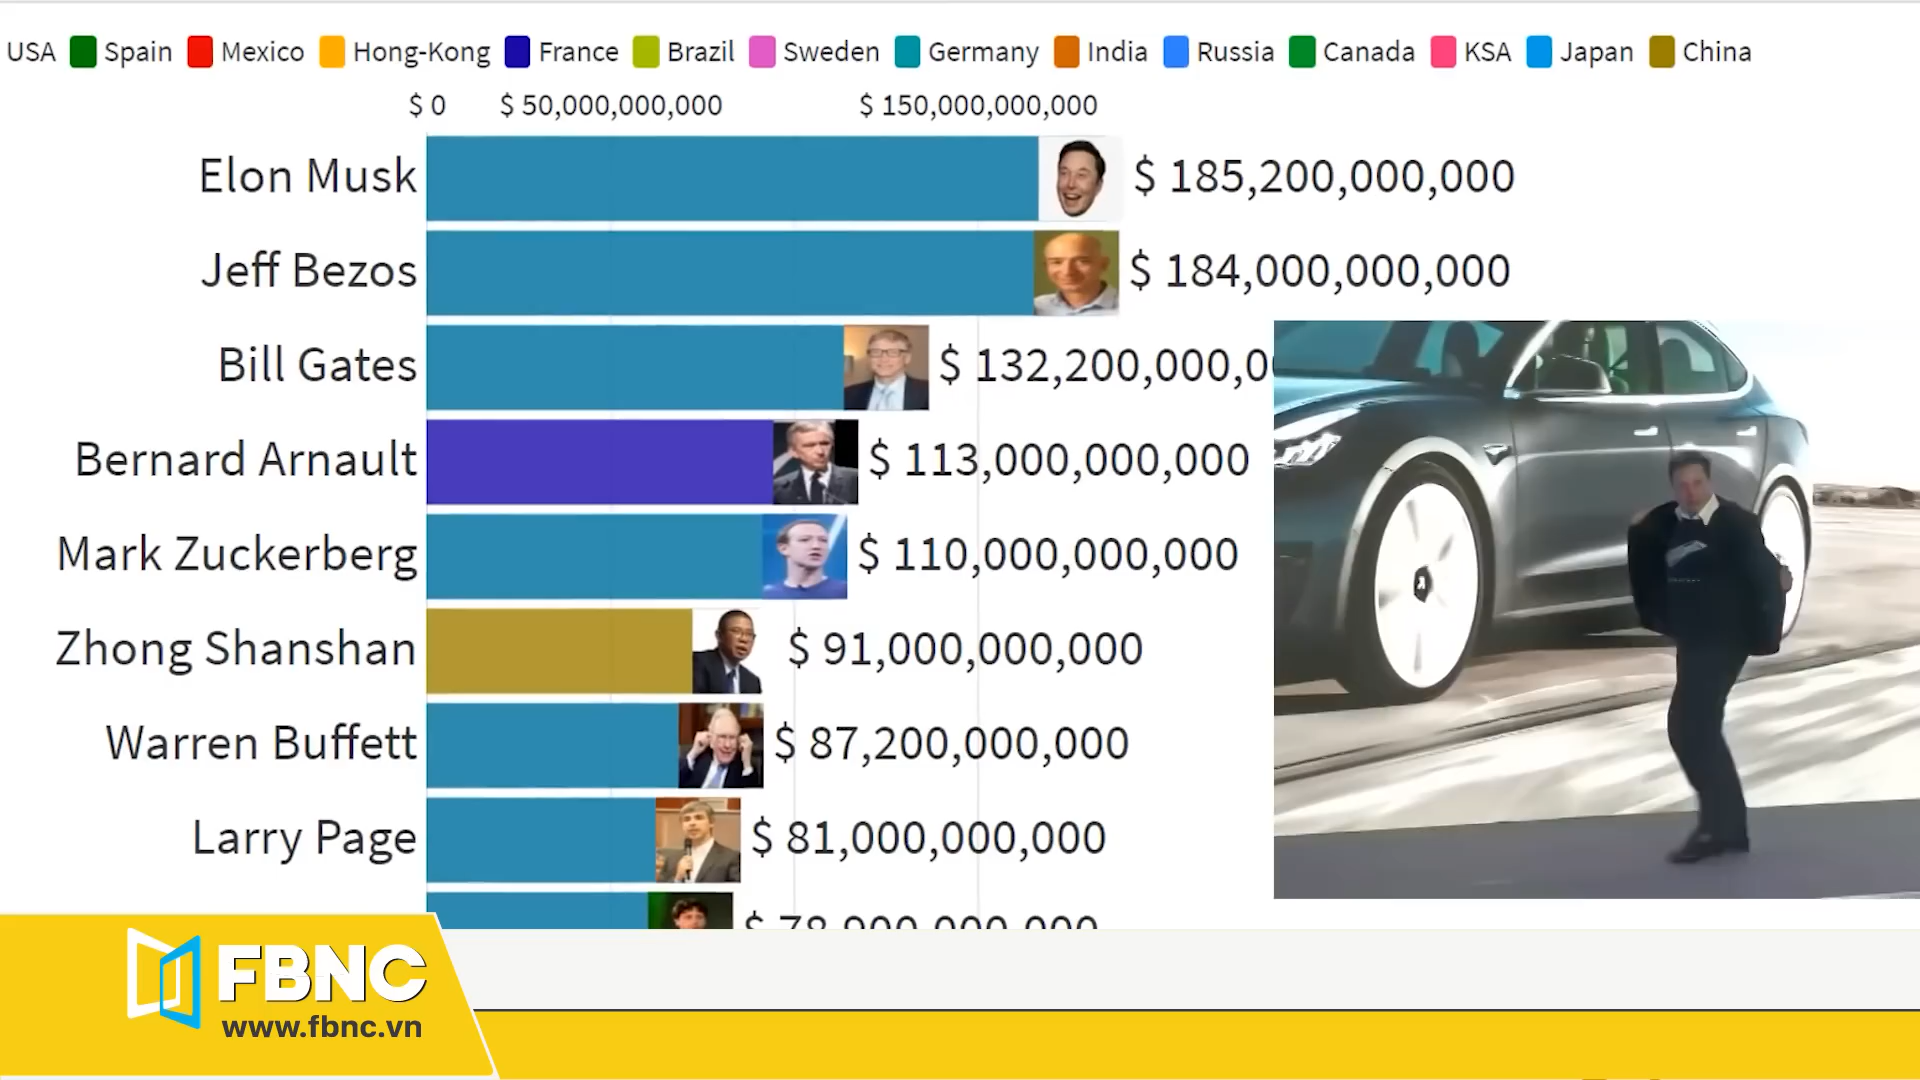 USA Spain Mexico Hong-Kong France Brazil Sweden Germany India Russia Canada KSA Japan China
$ 0 $ 50,000,000,000 $ 150,000,000,000
Elon Musk $ 185,200,000,000
Jeff Bezos $ 184,000,000,000
Bill Gates $ 132,200,000,0
Bernard Arnault $ 113,000,000,000
Mark Zuckerberg $ 110,000,000,000
Zhong Shanshan $ 91,000,000,000
Warren Buffett $ 87,200,000,000
Larry Page $ 81,000,000,000
FBNC
www.fbnc.vn